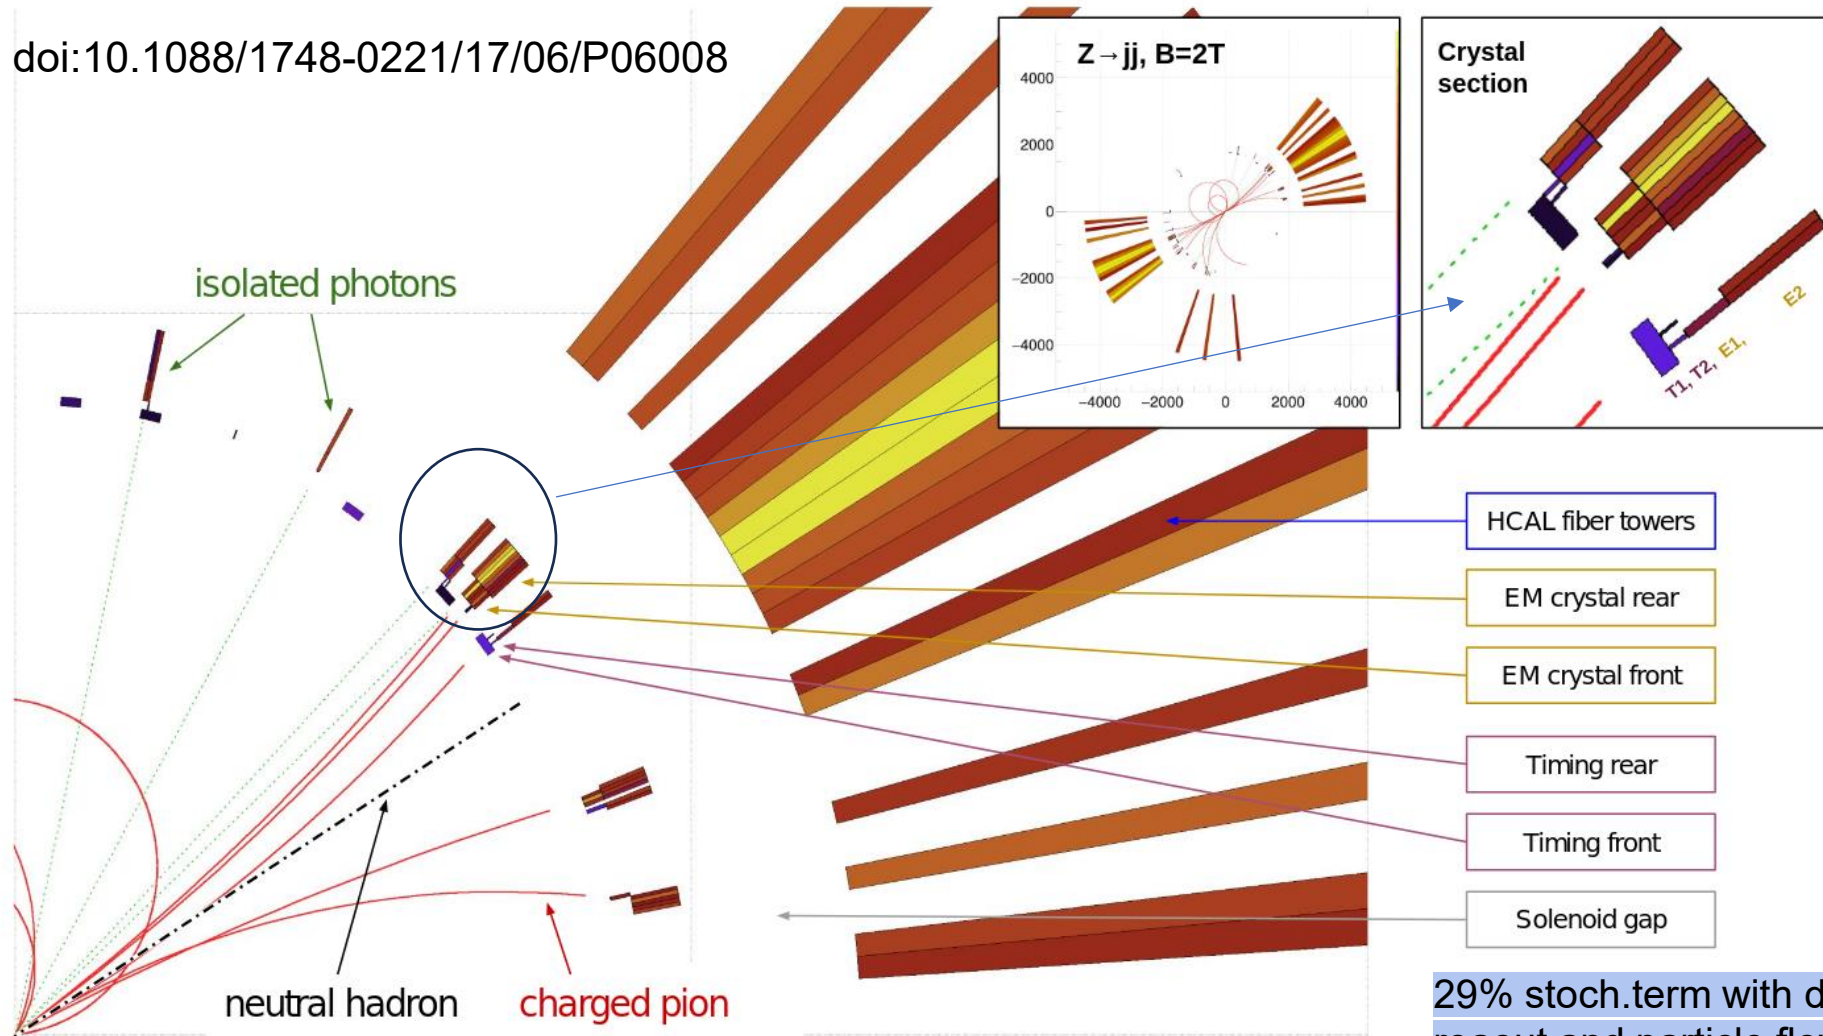 doi:10.1088/1748-0221/17/06/P06008
Z→jj, B=2T
4000
2000
0
−2000
−4000
−4000 −2000 0 2000 4000
Crystal
section
E2
T1, T2, E1,
isolated photons
HCAL fiber towers
EM crystal rear
EM crystal front
Timing rear
Timing front
Solenoid gap
neutral hadron
charged pion
29% stoch.term with